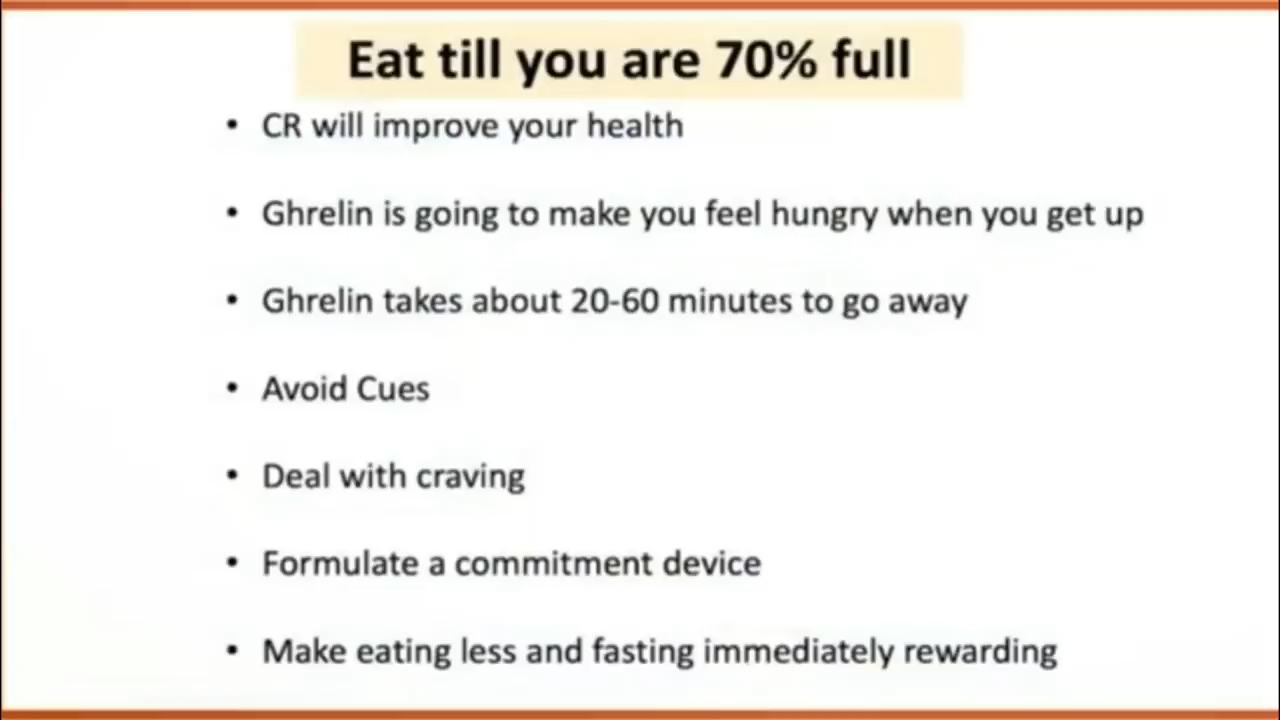 Eat till you are 70% full
• CR will improve your health
• Ghrelin is going to make you feel hungry when you get up
• Ghrelin takes about 20-60 minutes to go away
• Avoid Cues
• Deal with craving
• Formulate a commitment device
• Make eating less and fasting immediately rewarding